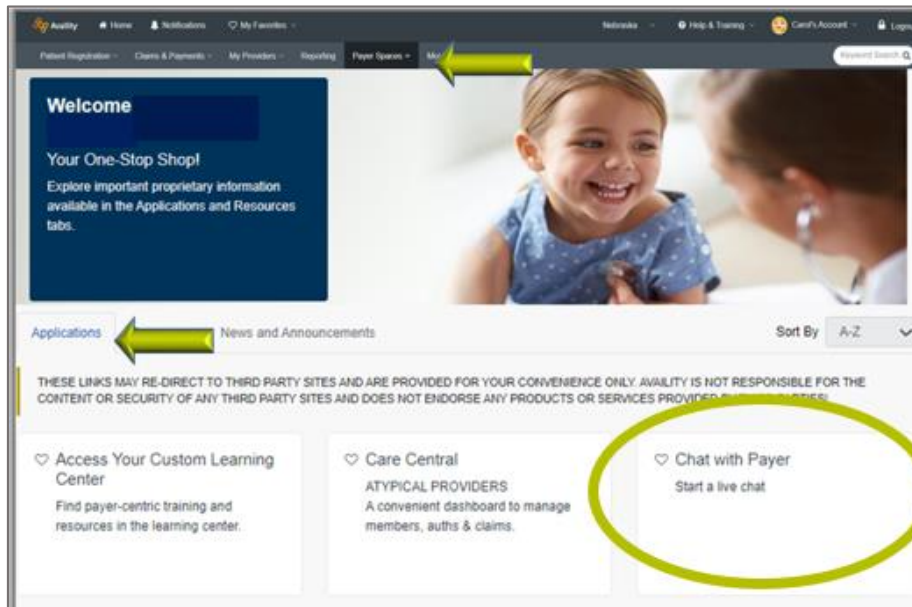 Availity Home Notifications My Favorites Nebraska Help & Training Carol's Account
Patient Registration Claims & Payments My Providers Reporting Payer Spaces Keyword Search
Welcome
Your One-Stop Shop!
Explore important proprietary information
available in the Applications and Resources
tabs.
Applications News and Announcements Sort By A-Z
THESE LINKS MAY RE-DIRECT TO THIRD PARTY SITES AND ARE PROVIDED FOR YOUR CONVENIENCE ONLY. AVAILITY IS NOT RESPONSIBLE FOR THE
CONTENT OR SECURITY OF ANY THIRD PARTY SITES AND DOES NOT ENDORSE ANY PRODUCTS OR SERVICES
Access Your Custom Learning
Center
Find payer-centric training and
resources in the learning center.
Care Central
ATYPICAL PROVIDERS
A convenient dashboard to manage
members, auths & claims.
Chat with Payer
Start a live chat